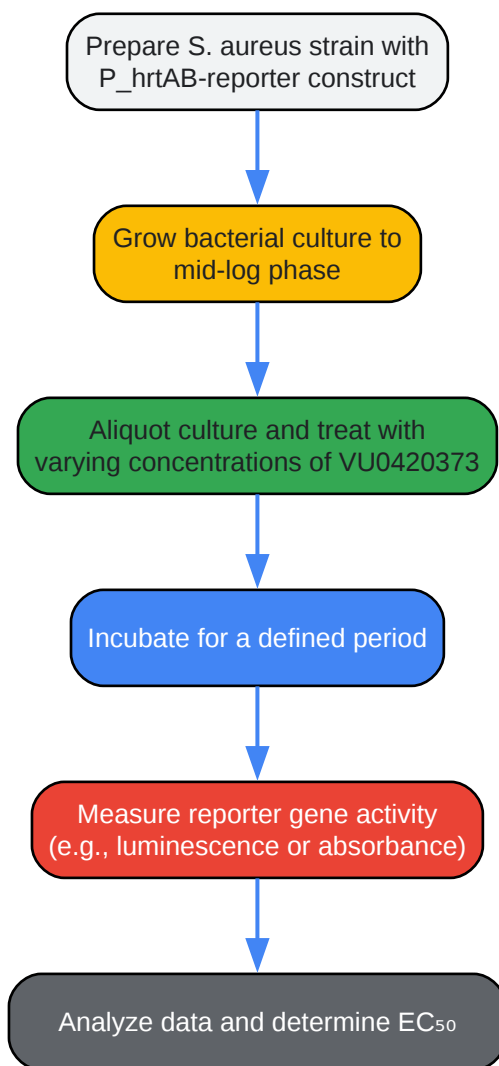 Prepare S. aureus strain with
P_hrtAB-reporter construct
Grow bacterial culture to
mid-log phase
Aliquot culture and treat with
varying concentrations of VU0420373
Incubate for a defined period
Measure reporter gene activity
(e.g., luminescence or absorbance)
Analyze data and determine EC₅₀